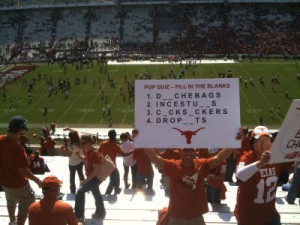 POP QUIZ – FILL IN THE BLANKS
1. D__CHEBAGS
2. INCESTU__S
3. C_CKS_CKERS
4. DROP__TS
12